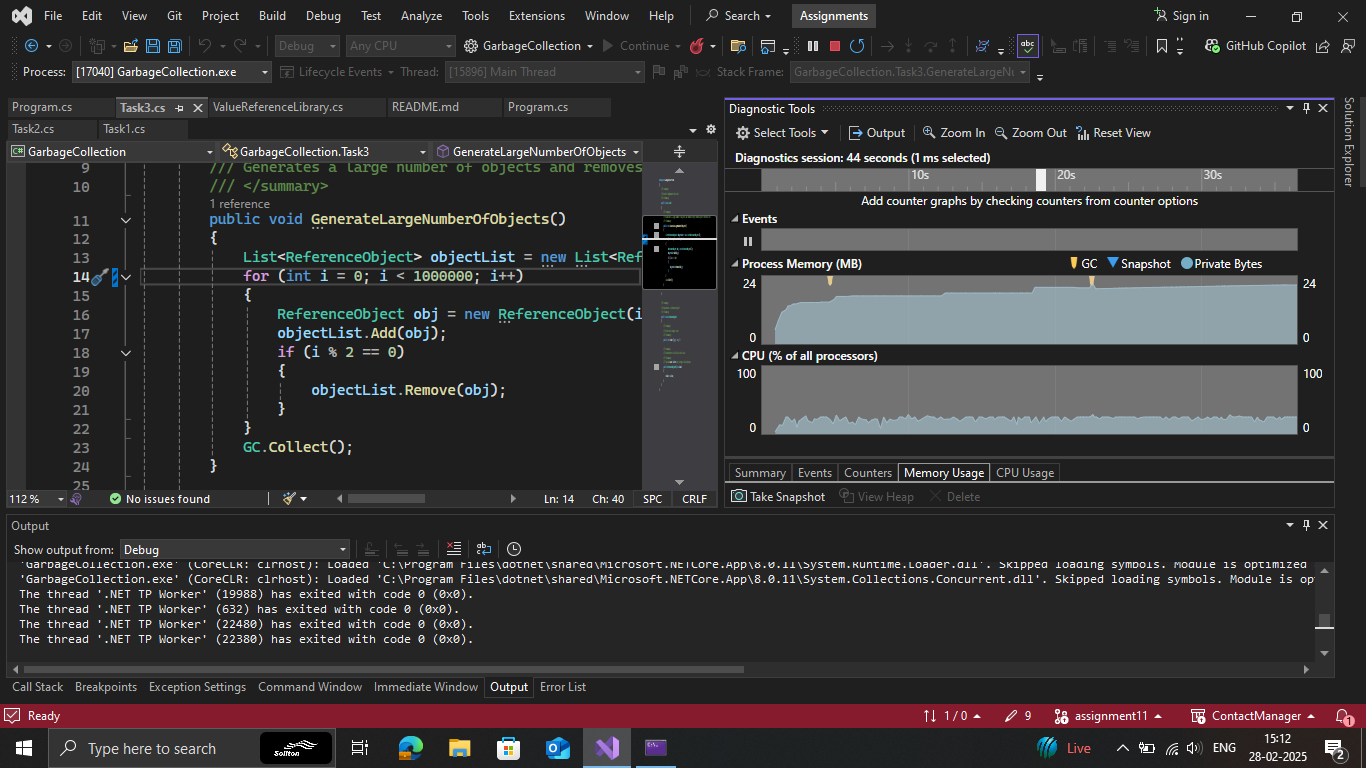 File Edit View Git Project Build Debug Test Analyze Tools Extensions Window Help Search Assignments Sign in
Debug Any CPU GarbageCollection Continue GitHub Copilot
Process: [17040] GarbageCollection.exe Lifecycle Events Thread: [15896] Main Thread Stack Frame: GarbageCollection.Task3.GenerateLargeNu
Program.cs Task3.cs ValueReferenceLibrary.cs README.md Program.cs
Task2.cs Task1.cs
GarbageCollection GarbageCollection.Task3 GenerateLargeNumberOfObjects
9 /// Generates a large number of objects and removes
10 /// </summary>
1 reference
11 public void GenerateLargeNumberOfObjects()
12 {
13 List<ReferenceObject> objectList = new List<Ref
14 for (int i = 0; i < 1000000; i++)
15 {
16 ReferenceObject obj = new ReferenceObject(i
17 objectList.Add(obj);
18 if (i % 2 == 0)
19 {
20 objectList.Remove(obj);
21 }
22 }
23 GC.Collect();
24 }
25
112 % No issues found Ln: 14 Ch: 40 SPC CRLF
Diagnostic Tools
Select Tools Output Zoom In Zoom Out Reset View
Diagnostics session: 44 seconds (1 ms selected)
10s 20s 30s
Add counter graphs by checking counters from counter options
Events
Process Memory (MB) GC Snapshot Private Bytes
24 24
0 0
CPU (% of all processors)
100 100
0 0
Summary Events Counters Memory Usage CPU Usage
Take Snapshot View Heap Delete
Solution Explorer
Output
Show output from: Debug
'GarbageCollection.exe' (CoreCLR: clrhost): Loaded 'C:\Program Files\dotnet\shared\Microsoft.NETCore.App\8.0.11\System.Runtime.Loader.dll'. Skipped loading symbols. Module is optimized
'GarbageCollection.exe' (CoreCLR: clrhost): Loaded 'C:\Program Files\dotnet\shared\Microsoft.NETCore.App\8.0.11\System.Collections.Concurrent.dll'. Skipped loading symbols. Module is op
The thread '.NET TP Worker' (19988) has exited with code 0 (0x0).
The thread '.NET TP Worker' (632) has exited with code 0 (0x0).
The thread '.NET TP Worker' (22480) has exited with code 0 (0x0).
The thread '.NET TP Worker' (22380) has exited with code 0 (0x0).
Call Stack Breakpoints Exception Settings Command Window Immediate Window Output Error List
Ready 1 / 0 9 assignment11 ContactManager 1
Type here to search Soliton Live ENG 15:12
28-02-2025 2